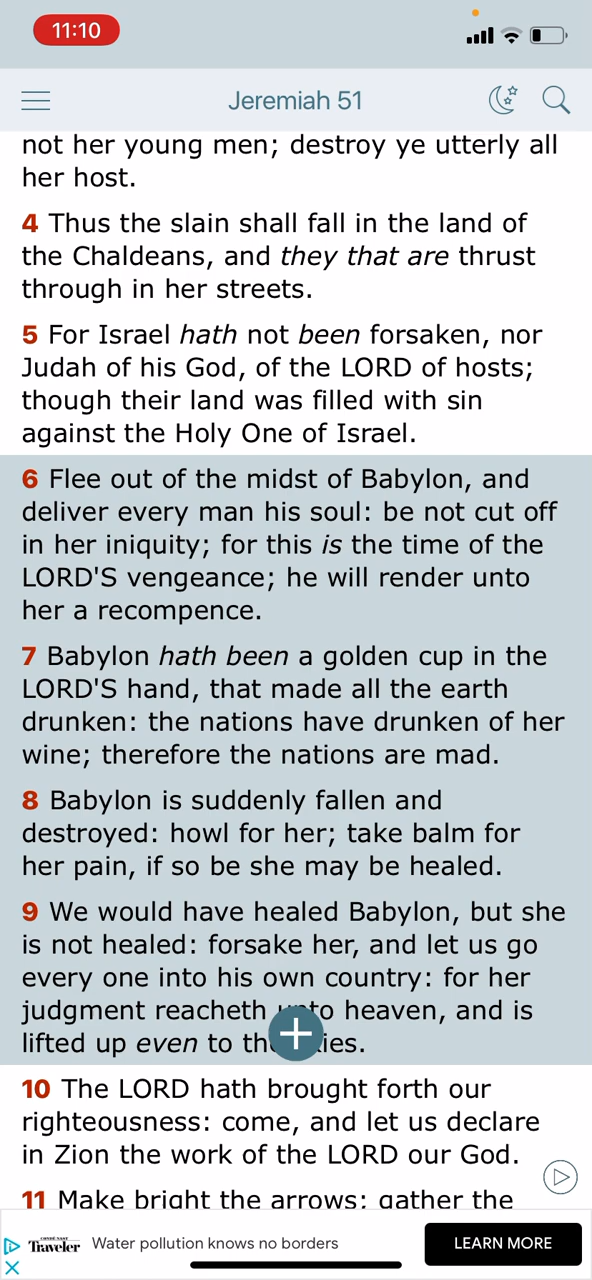 11:10
Jeremiah 51
not her young men; destroy ye utterly all
her host.
4 Thus the slain shall fall in the land of
the Chaldeans, and they that are thrust
through in her streets.
5 For Israel hath not been forsaken, nor
Judah of his God, of the LORD of hosts;
though their land was filled with sin
against the Holy One of Israel.
6 Flee out of the midst of Babylon, and
deliver every man his soul: be not cut off
in her iniquity; for this is the time of the
LORD'S vengeance; he will render unto
her a recompence.
7 Babylon hath been a golden cup in the
LORD'S hand, that made all the earth
drunken: the nations have drunken of her
wine; therefore the nations are mad.
8 Babylon is suddenly fallen and
destroyed: howl for her; take balm for
her pain, if so be she may be healed.
9 We would have healed Babylon, but she
is not healed: forsake her, and let us go
every one into his own country: for her
judgment reacheth unto heaven, and is
lifted up even to
10 The LORD hath brought forth our
righteousness: come, and let us declare
in Zion the work of the LORD our God.
11 Make bright the arrows; gather the
Traveler
Water pollution knows no borders
LEARN MORE